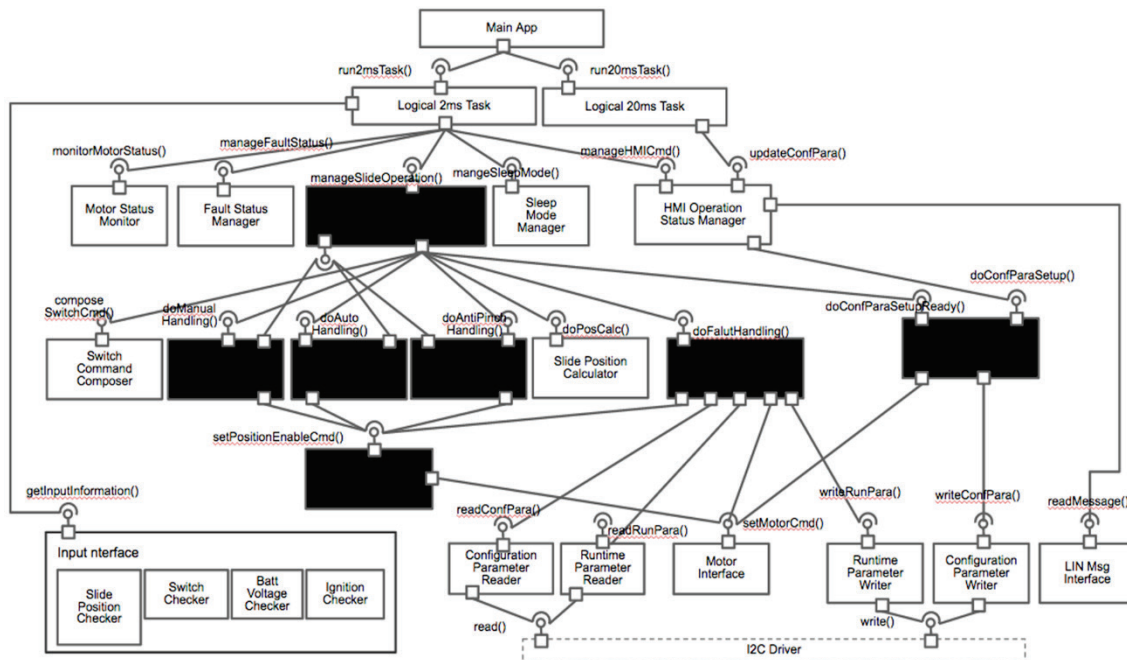 Main App
run2msTask()
run20msTask()
Logical 2ms Task
Logical 20ms Task
monitorMotorStatus()
manageFaultStatus()
manageSlideOperation()
mangeSleepMode()
manageHMICmd()
updateConfPara()
Motor Status
Monitor
Fault Status
Manager
Sleep
Mode
Manager
HMI Operation
Status Manager
doConfParaSetup()
doConfParaSetupReady()
compose
SwitchCmd()
doManual
Handling()
doAuto
Handling()
doAntiPinch
Handling()
doPosCalc()
doFalutHandling()
Switch
Command
Composer
Slide Position
Calculator
setPositionEnableCmd()
getInputInformation()
readConfPara()
readRunPara()
setMotorCmd()
writeRunPara()
writeConfPara()
readMessage()
Input nterface
Slide
Position
Checker
Switch
Checker
Batt
Voltage
Checker
Ignition
Checker
Configuration
Parameter
Reader
Runtime
Parameter
Reader
Motor
Interface
Runtime
Parameter
Writer
Configuration
Parameter
Writer
LIN Msg
Interface
read()
write()
I2C Driver